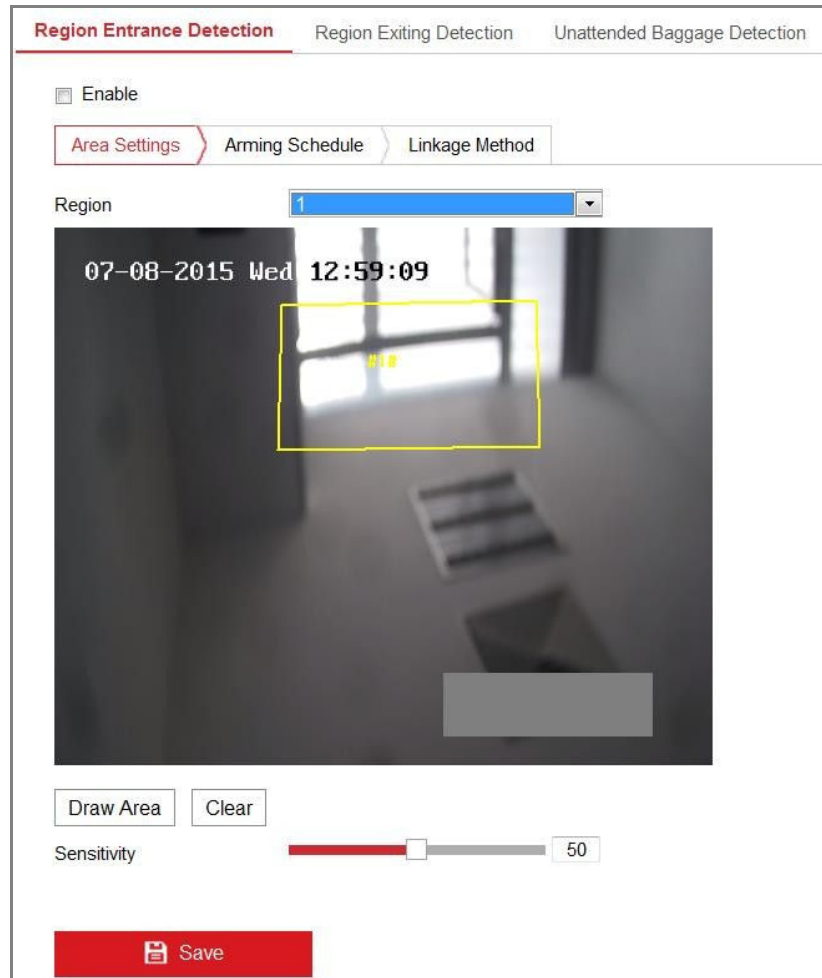 Region Entrance Detection Region Exiting Detection Unattended Baggage Detection
Enable
Area Settings Arming Schedule Linkage Method
Region 1
07-08-2015 Wed 12:59:09
#1#
Draw Area Clear
Sensitivity 50
Save